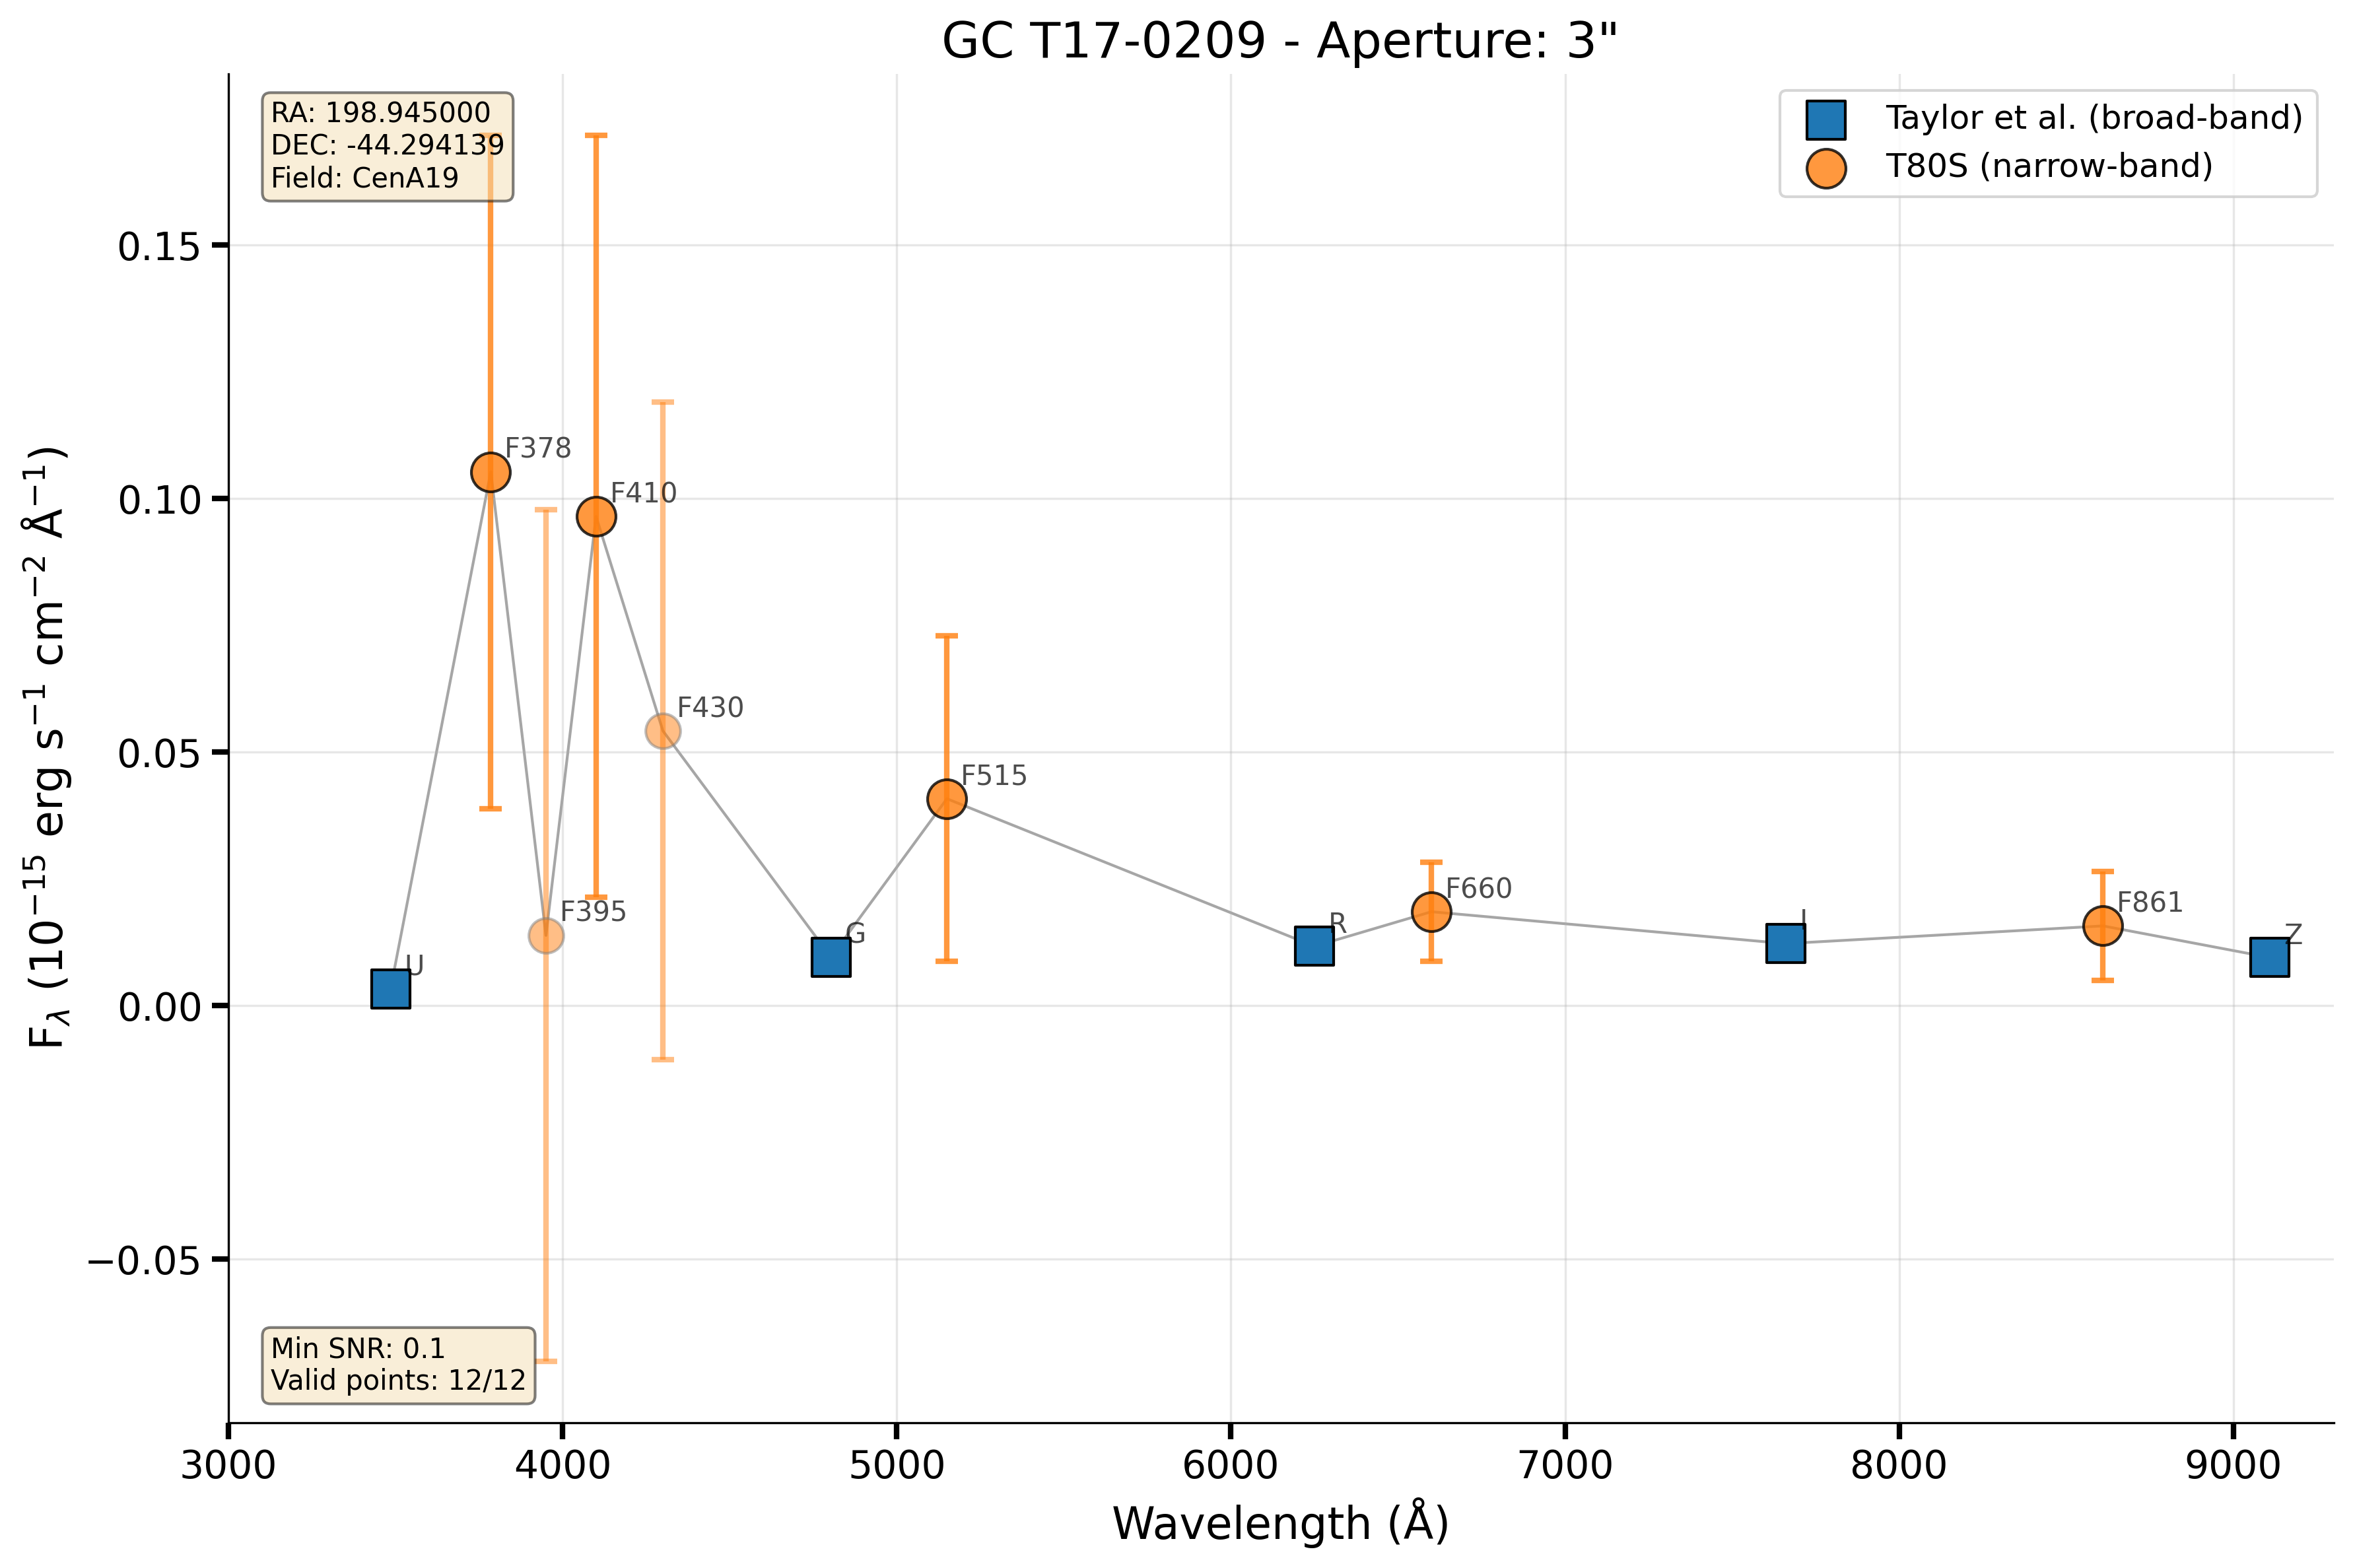 GC T17-0209 - Aperture: 3"
RA: 198.945000
DEC: -44.294139
Field: CenA19
Taylor et al. (broad-band)
T80S (narrow-band)
F_λ (10⁻¹⁵ erg s⁻¹ cm⁻² Å⁻¹)
0.15
0.10
0.05
0.00
−0.05
U
F378
F395
F410
F430
G
F515
R
F660
I
F861
Z
Min SNR: 0.1
Valid points: 12/12
3000 4000 5000 6000 7000 8000 9000
Wavelength (Å)